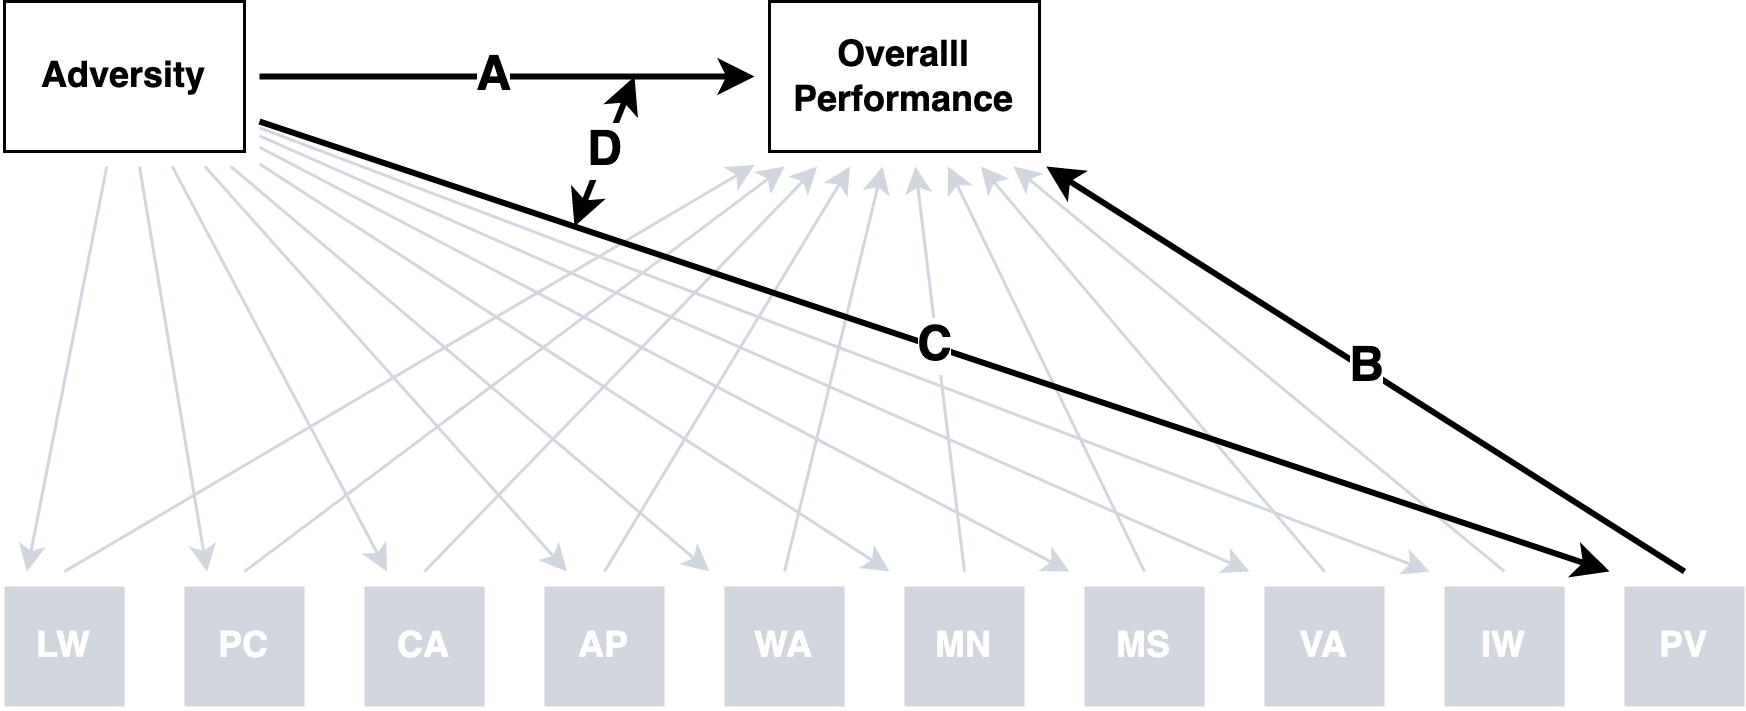 Adversity
A
Overalll
Performance
D
C
B
LW
PC
CA
AP
WA
MN
MS
VA
IW
PV